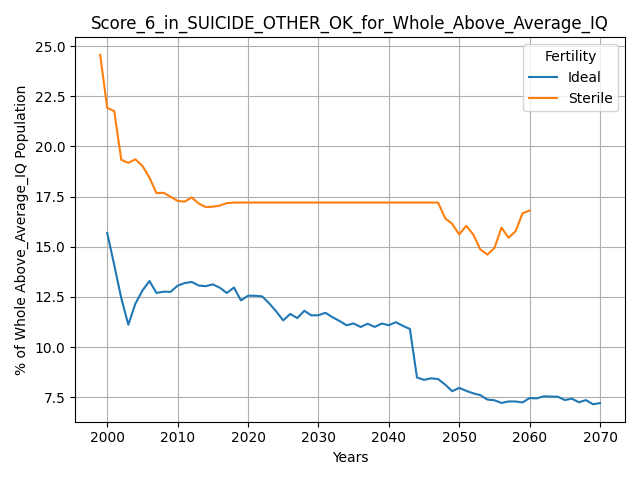 Score_6_in_SUICIDE_OTHER_OK_for_Whole_Above_Average_IQ
% of Whole Above_Average_IQ Population
25.0
22.5
20.0
17.5
15.0
12.5
10.0
7.5
Fertility
Ideal
Sterile
2000 2010 2020 2030 2040 2050 2060 2070
Years